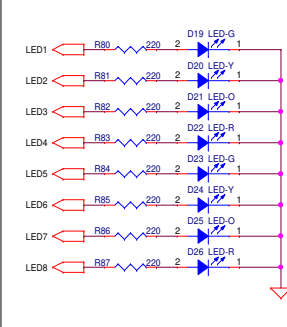 D19 LED-G
LED1 R80 220 2 1
D20 LED-Y
LED2 R81 220 2 1
D21 LED-O
LED3 R82 220 2 1
D22 LED-R
LED4 R83 220 2 1
D23 LED-G
LED5 R84 220 2 1
D24 LED-Y
LED6 R85 220 2 1
D25 LED-O
LED7 R86 220 2 1
D26 LED-R
LED8 R87 220 2 1